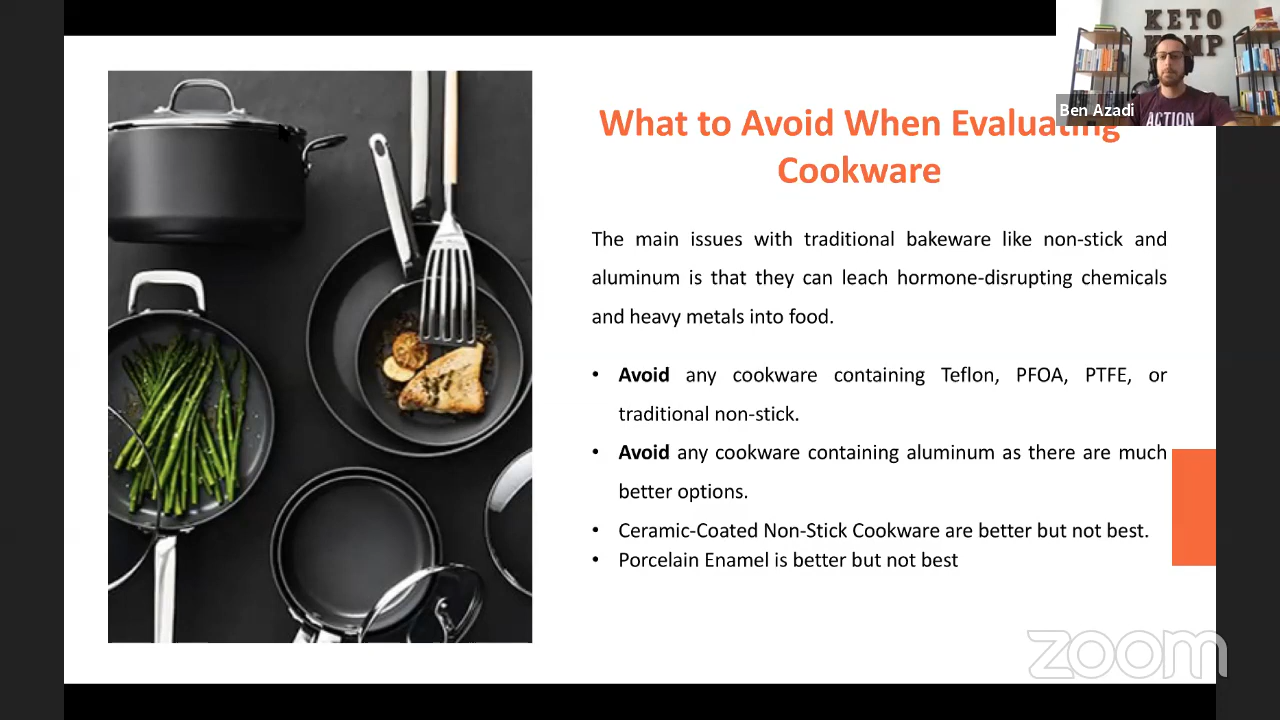 KETO
Ben Azadi
ACTION
What to Avoid When Evaluating
Cookware
The main issues with traditional bakeware like non-stick and
aluminum is that they can leach hormone-disrupting chemicals
and heavy metals into food.
• Avoid any cookware containing Teflon, PFOA, PTFE, or
traditional non-stick.
• Avoid any cookware containing aluminum as there are much
better options.
• Ceramic-Coated Non-Stick Cookware are better but not best.
• Porcelain Enamel is better but not best
zoom